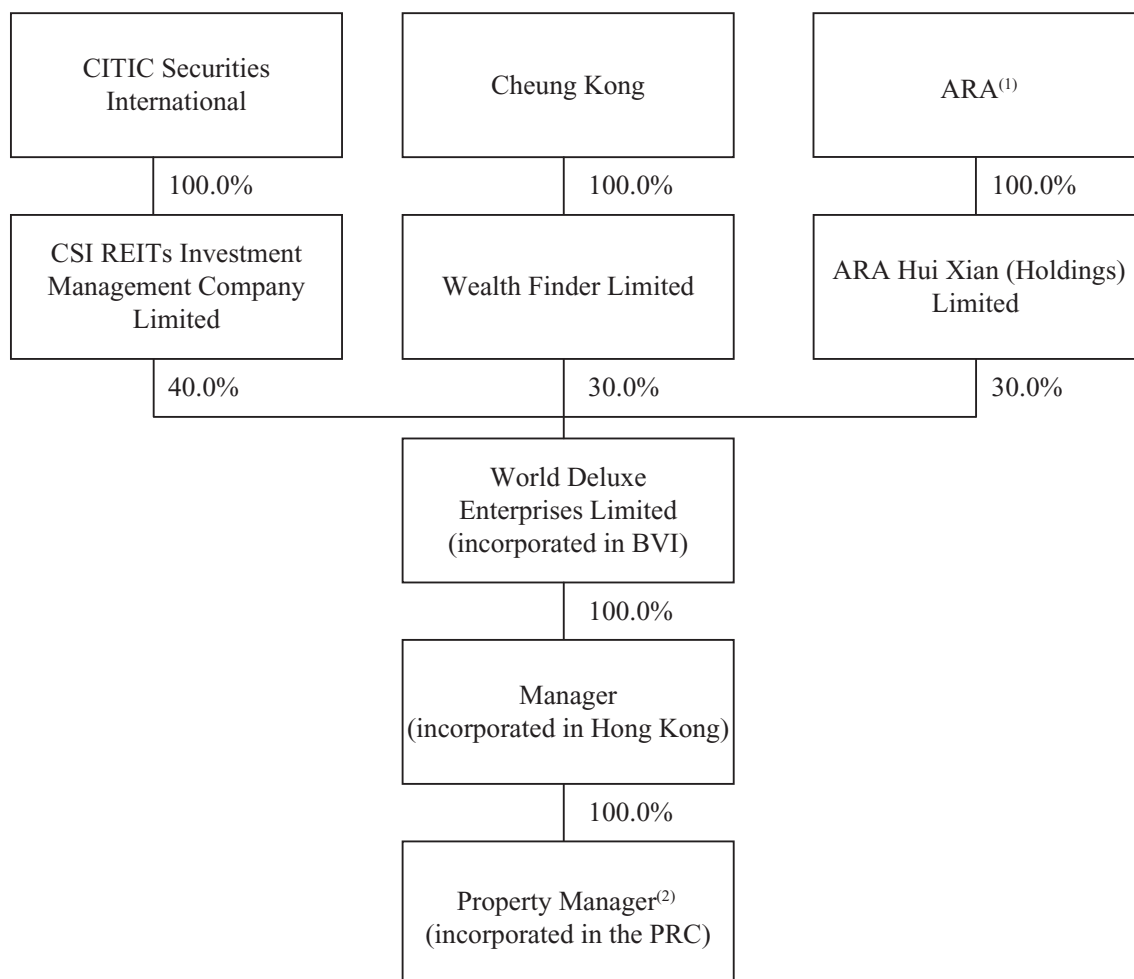 CITIC Securities
International
Cheung Kong
ARA⁽¹⁾
100.0%
100.0%
100.0%
CSI REITs Investment
Management Company
Limited
Wealth Finder Limited
ARA Hui Xian (Holdings)
Limited
40.0%
30.0%
30.0%
World Deluxe
Enterprises Limited
(incorporated in BVI)
100.0%
Manager
(incorporated in Hong Kong)
100.0%
Property Manager⁽²⁾
(incorporated in the PRC)